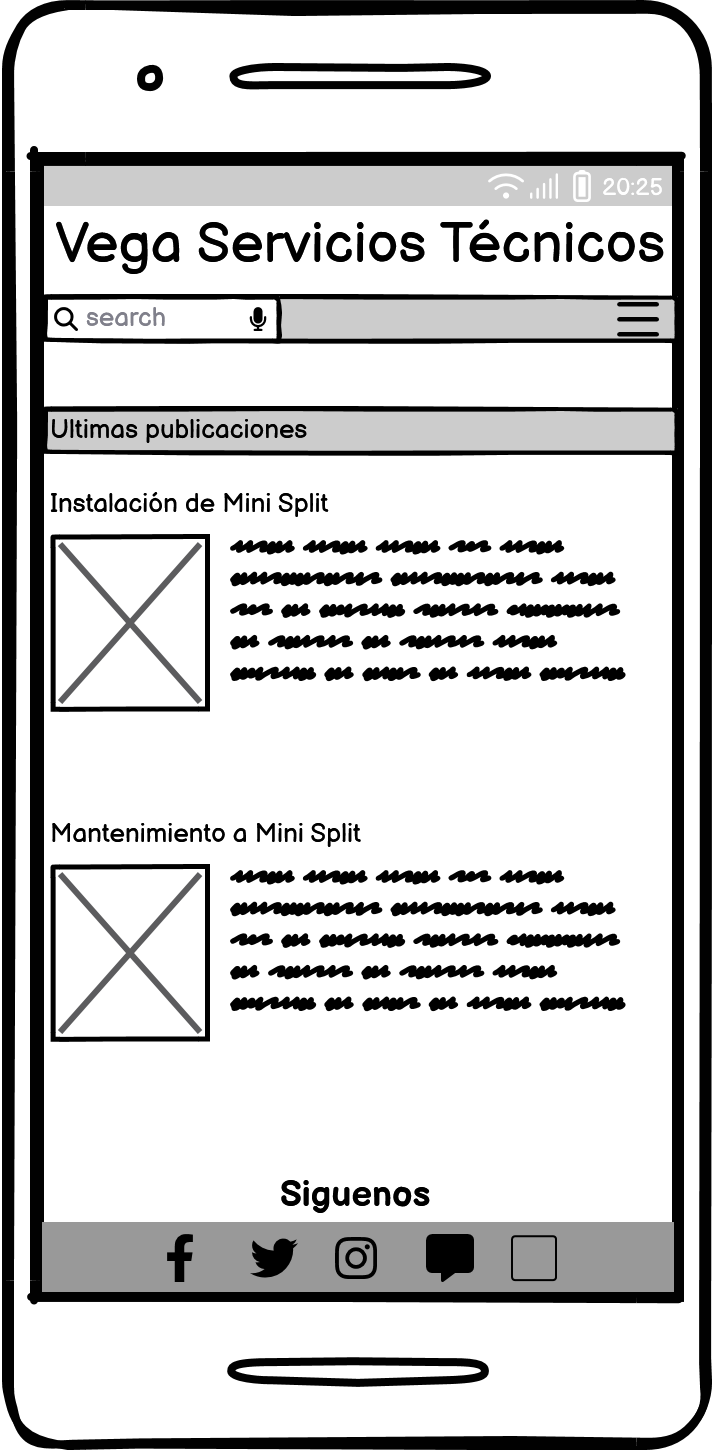 20:25
Vega Servicios Técnicos
search
Ultimas publicaciones
Instalación de Mini Split
Mantenimiento a Mini Split
Siguenos